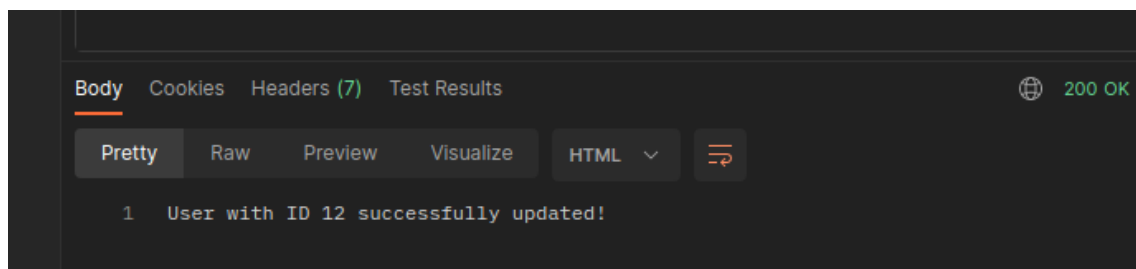 Body Cookies Headers (7) Test Results 200 OK
Pretty Raw Preview Visualize HTML
1 User with ID 12 successfully updated!